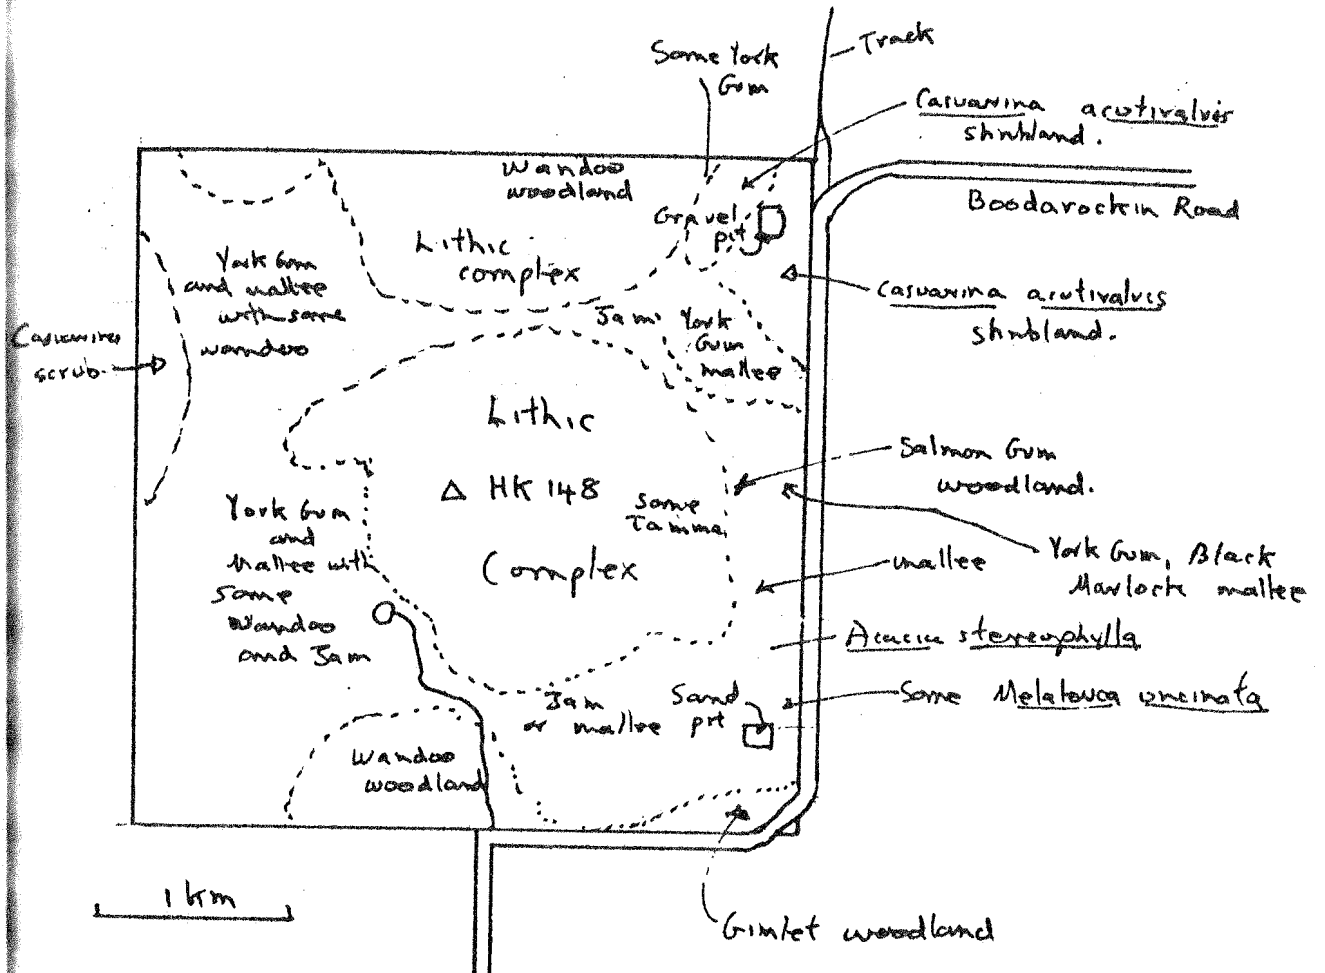 Track
Some York
Gum
Casuarina acutivalvis
shrubland.
Wandoo
woodland
Boodarockin Road
Gravel
pit
Lithic
complex
York Gum
and mallee
with some
wandoo
Casuarina acutivalvis
shrubland.
Casuarina
scrub.
Jam
York
Gum
mallee
Lithic
Salmon Gum
woodland.
△ HK 148
Some
Tamma
York Gum
and
Mallee with
Some
Wandoo
and Jam
Complex
mallee
York Gum, Black
Marlock mallee
Acacia stereophylla
Some Melaleuca uncinata
Jam
or mallee
Sand
pit
Wandoo
woodland
1 km
Gimlet woodland